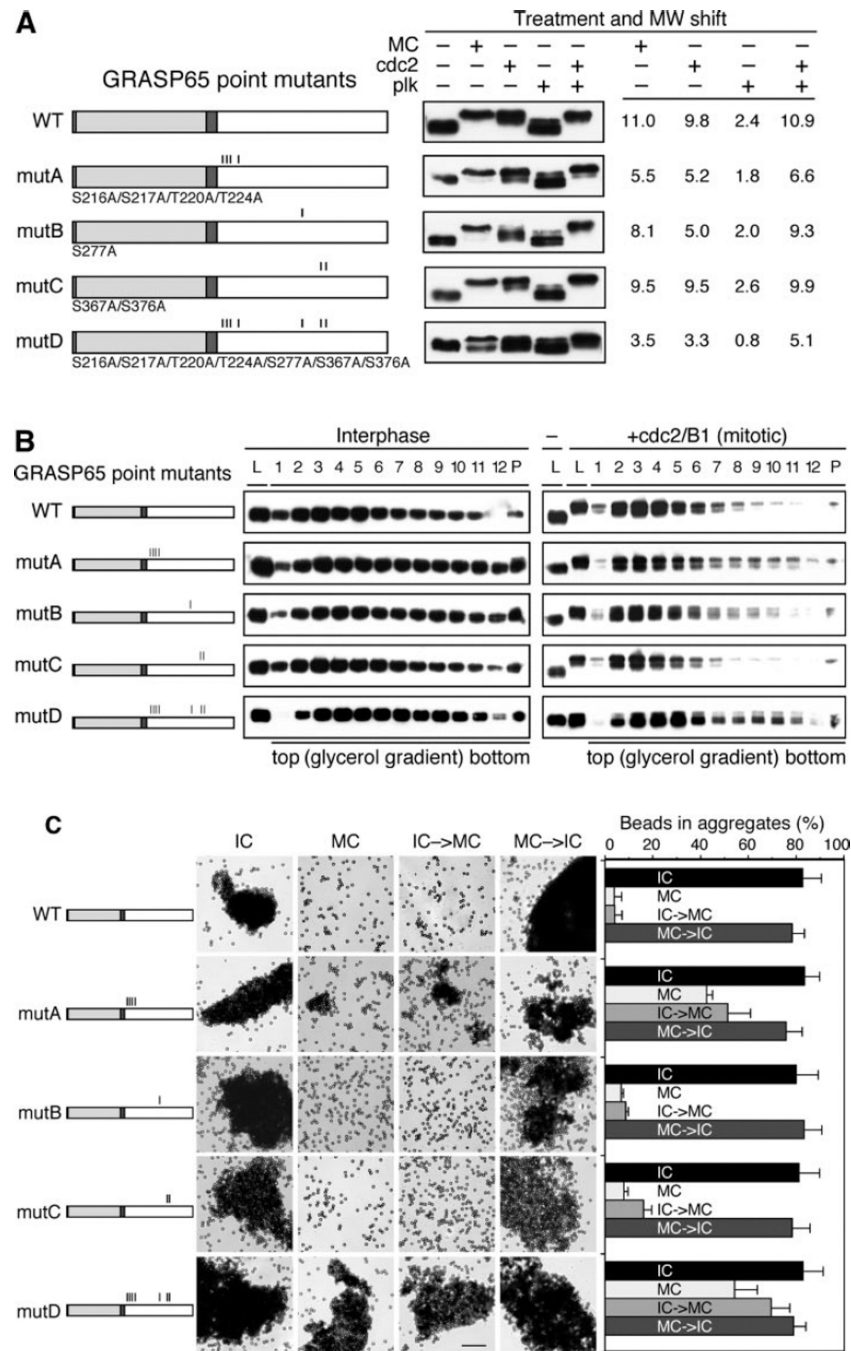 A
Treatment and MW shift
MC – + – – – + – – –
cdc2 – – + – + – + – +
plk – – – + + – – + +
GRASP65 point mutants
WT 11.0 9.8 2.4 10.9
mutA 5.5 5.2 1.8 6.6
S216A/S217A/T220A/T224A
mutB 8.1 5.0 2.0 9.3
S277A
mutC 9.5 9.5 2.6 9.9
S367A/S376A
mutD 3.5 3.3 0.8 5.1
S216A/S217A/T220A/T224A/S277A/S367A/S376A
B
Interphase – +cdc2/B1 (mitotic)
GRASP65 point mutants L 1 2 3 4 5 6 7 8 9 10 11 12 P L L 1 2 3 4 5 6 7 8 9 10 11 12 P
WT
mutA
mutB
mutC
mutD
top (glycerol gradient) bottom top (glycerol gradient) bottom
C
Beads in aggregates (%)
IC MC IC–>MC MC–>IC 0 20 40 60 80 100
WT
IC
MC
IC->MC
MC->IC
mutA
IC
MC
IC->MC
MC->IC
mutB
IC
MC
IC->MC
MC->IC
mutC
IC
MC
IC->MC
MC->IC
mutD
IC
MC
IC->MC
MC->IC